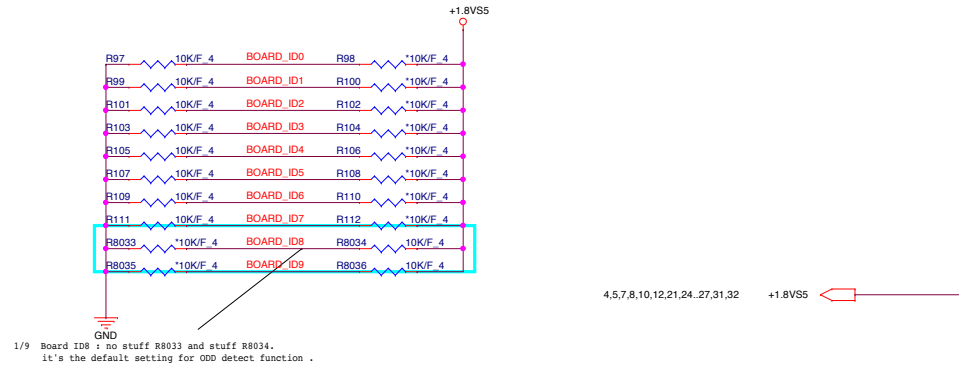 +1.8VS5
R97 10K/F_4 BOARD_ID0 R98 *10K/F_4
R99 10K/F_4 BOARD_ID1 R100 *10K/F_4
R101 10K/F_4 BOARD_ID2 R102 *10K/F_4
R103 10K/F_4 BOARD_ID3 R104 *10K/F_4
R105 10K/F_4 BOARD_ID4 R106 *10K/F_4
R107 10K/F_4 BOARD_ID5 R108 *10K/F_4
R109 10K/F_4 BOARD_ID6 R110 *10K/F_4
R111 10K/F_4 BOARD_ID7 R112 *10K/F_4
R8033 *10K/F_4 BOARD_ID8 R8034 10K/F_4
R8035 *10K/F_4 BOARD_ID9 R8036 10K/F_4
4,5,7,8,10,12,21,24..27,31,32 +1.8VS5
GND
1/9 Board ID8 : no stuff R8033 and stuff R8034.
it's the default setting for ODD detect function .